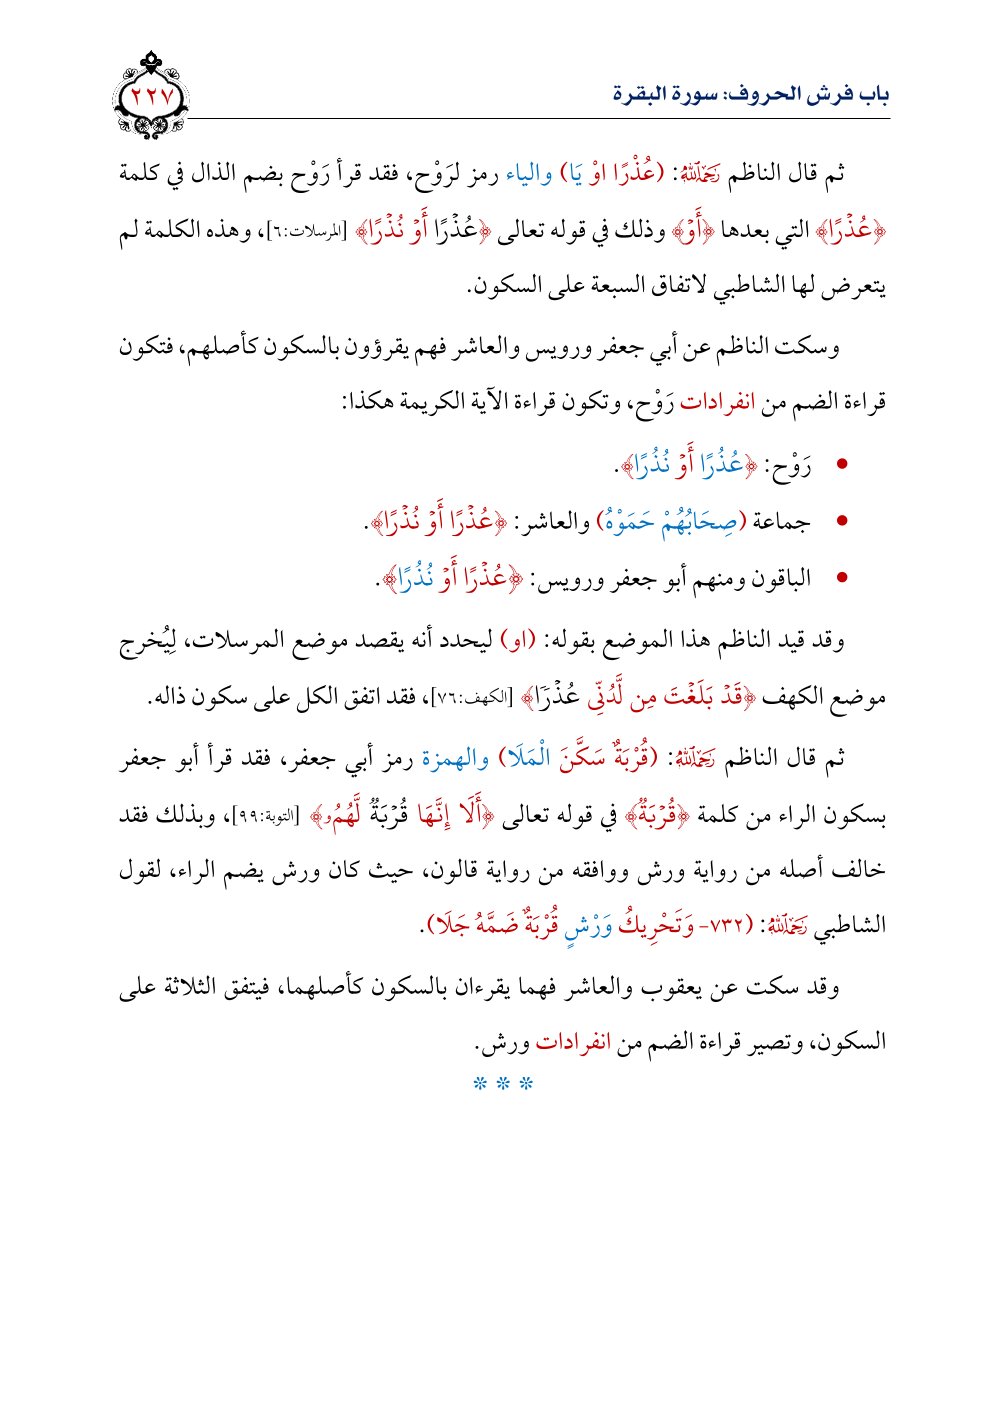 باب فرش الحروف: سورة البقرة
٢٢٧
ثم قال الناظم رَحِمَهُ ٱللَّهُ: (عُذْرًا اوْ يَا) والياء رمز لرَوْح، فقد قرأ رَوْح بضم الذال في كلمة
﴿عُذۡرًا﴾ التي بعدها ﴿أَوۡ﴾ وذلك في قوله تعالى ﴿عُذۡرًا أَوۡ نُذۡرًا﴾ [المرسلات:٦]، وهذه الكلمة لم
يتعرض لها الشاطبي لاتفاق السبعة على السكون.
وسكت الناظم عن أبي جعفر ورويس والعاشر فهم يقرؤون بالسكون كأصلهم، فتكون
قراءة الضم من انفرادات رَوْح، وتكون قراءة الآية الكريمة هكذا:
• رَوْح: ﴿عُذُرًا أَوۡ نُذُرًا﴾.
• جماعة (صِحَابُهُمْ حَمَوْهُ) والعاشر: ﴿عُذۡرًا أَوۡ نُذۡرًا﴾.
• الباقون ومنهم أبو جعفر ورويس: ﴿عُذۡرًا أَوۡ نُذُرًا﴾.
وقد قيد الناظم هذا الموضع بقوله: (او) ليحدد أنه يقصد موضع المرسلات، لِيُخرج
موضع الكهف ﴿قَدۡ بَلَغۡتَ مِن لَّدُنِّي عُذۡرٗا﴾ [الكهف:٧٦]، فقد اتفق الكل على سكون ذاله.
ثم قال الناظم رَحِمَهُ ٱللَّهُ: (قُرْبَةٌ سَكَّنَ الْمَلَا) والهمزة رمز أبي جعفر، فقد قرأ أبو جعفر
بسكون الراء من كلمة ﴿قُرۡبَةٞ﴾ في قوله تعالى ﴿أَلَا إِنَّهَا قُرۡبَةٞ لَّهُمُۥ﴾ [التوبة:٩٩]، وبذلك فقد
خالف أصله من رواية ورش ووافقه من رواية قالون، حيث كان ورش يضم الراء، لقول
الشاطبي رَحِمَهُ ٱللَّهُ: (٧٣٢- وَتَحْرِيكُ وَرْشٍ قُرْبَةٌ ضَمَّهُ جَلَا).
وقد سكت عن يعقوب والعاشر فهما يقرءان بالسكون كأصلهما، فيتفق الثلاثة على
السكون، وتصير قراءة الضم من انفرادات ورش.
* * *